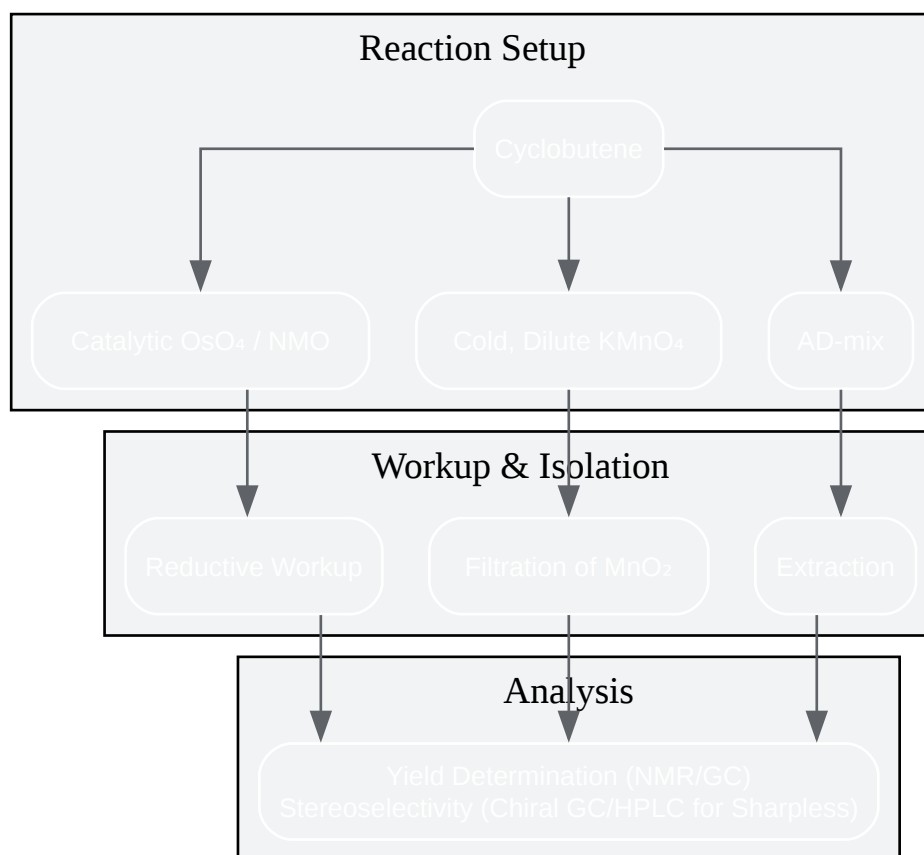 Reaction Setup
Cyclobutene
Catalytic OsO₄ / NMO
Cold, Dilute KMnO₄
AD-mix
Workup & Isolation
Reductive Workup
Filtration of MnO₂
Extraction
Analysis
Yield Determination (NMR/GC)
Stereoselectivity (Chiral GC/HPLC for Sharpless)